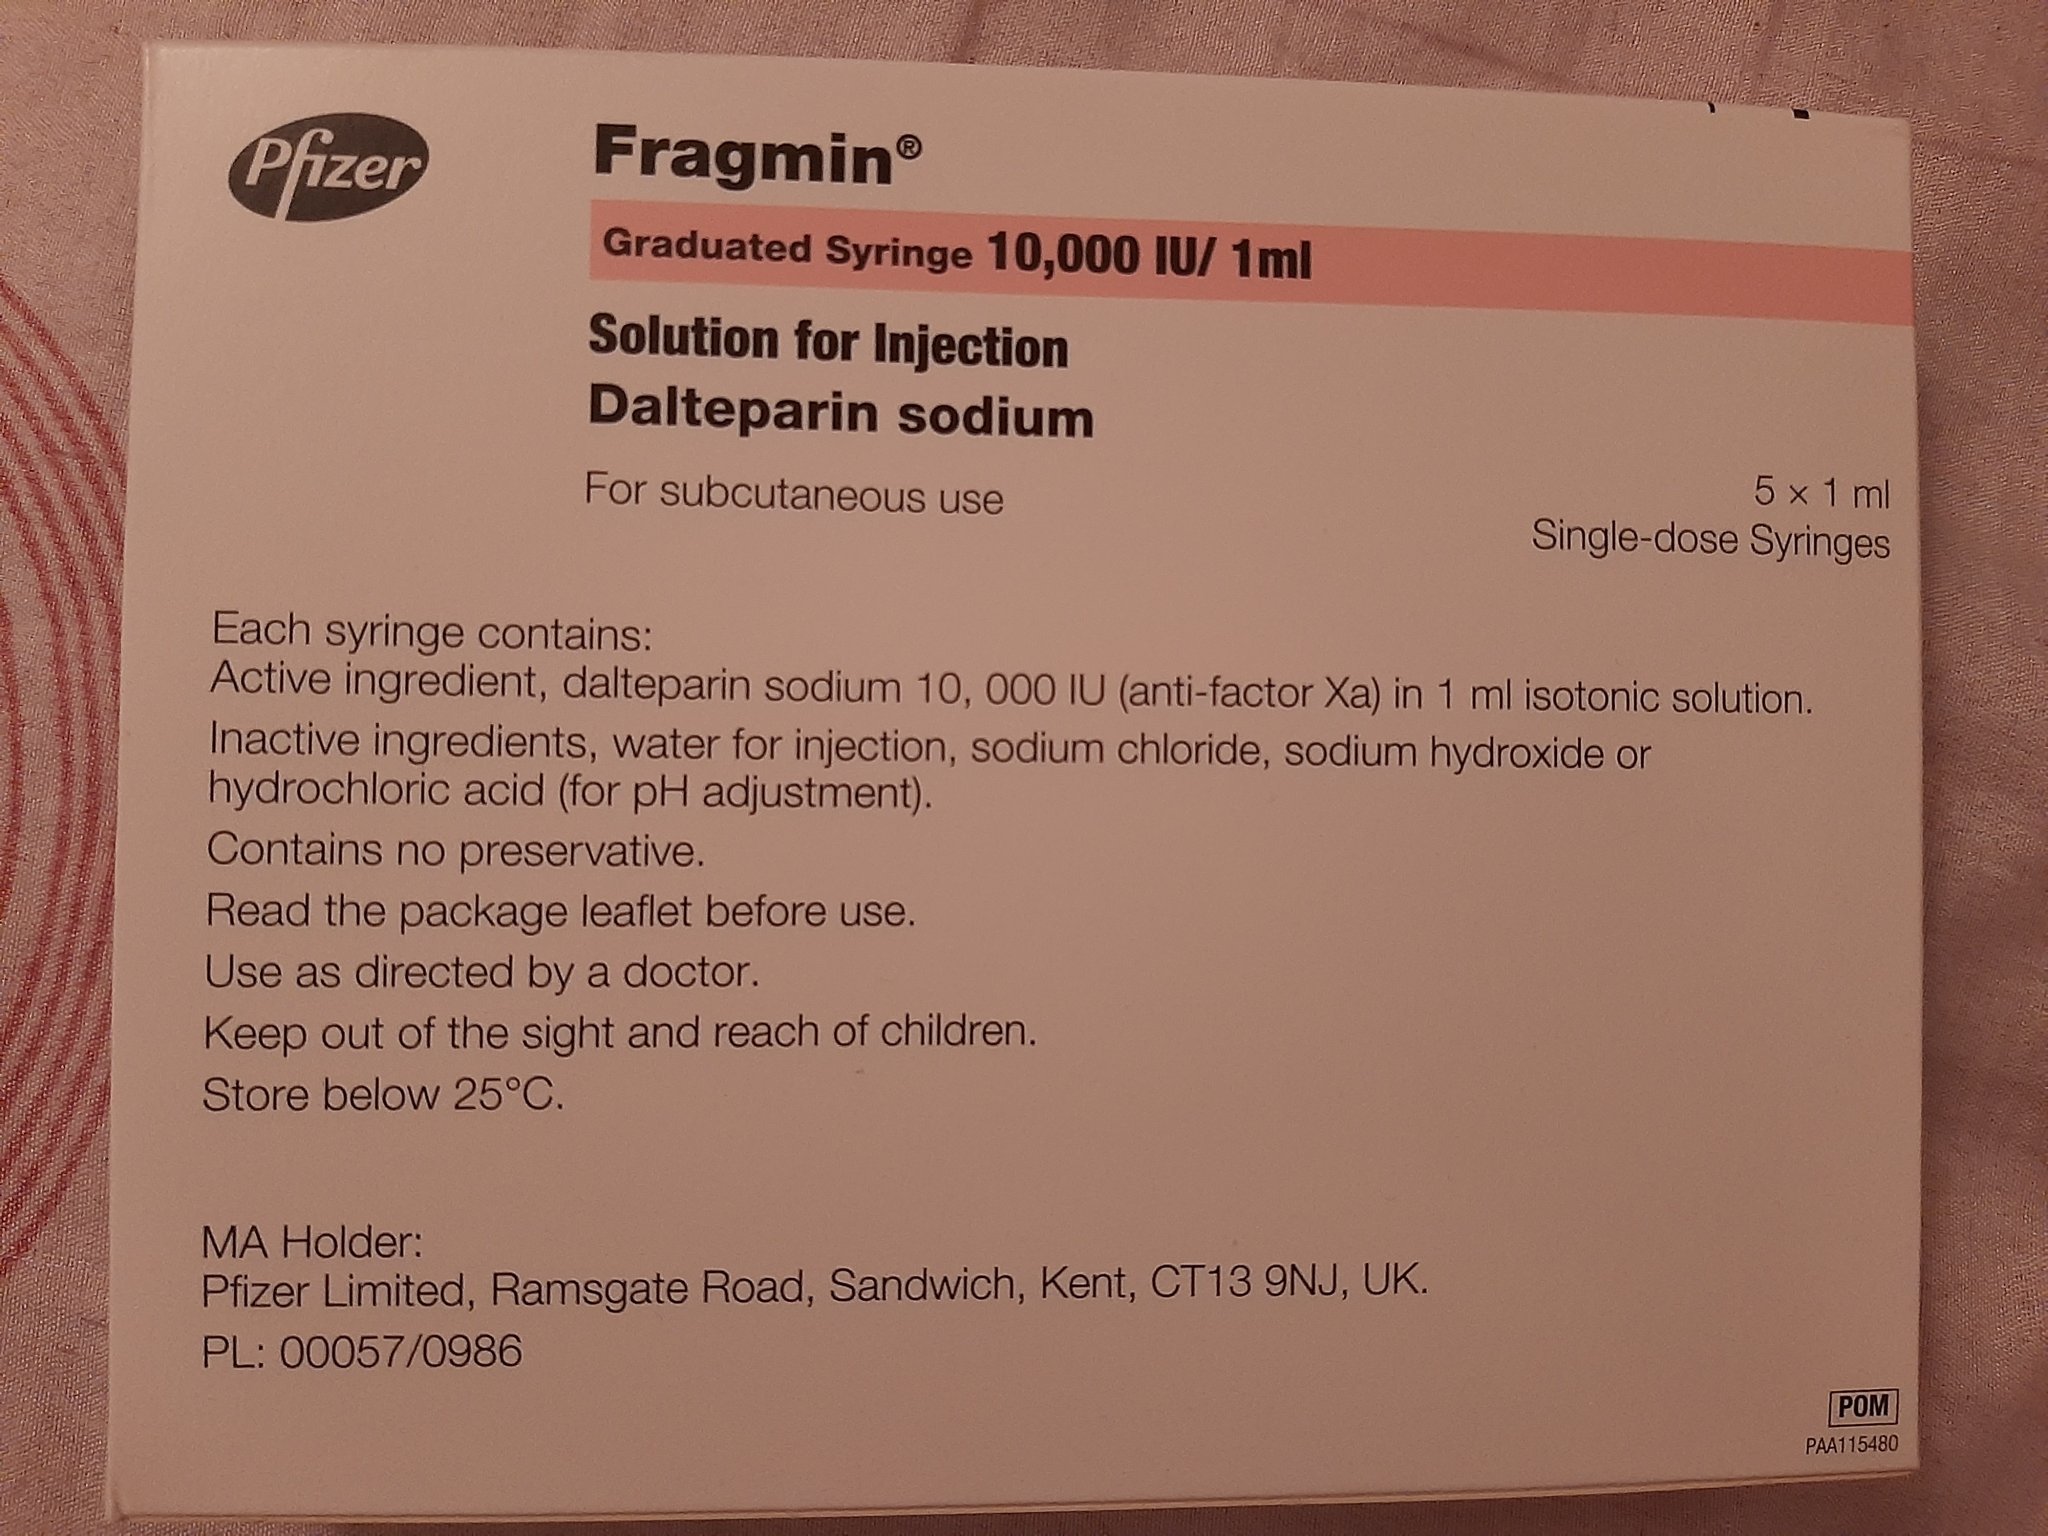 Pfizer
Fragmin®
Graduated Syringe 10,000 IU/ 1ml
Solution for Injection
Dalteparin sodium
For subcutaneous use
5 × 1 ml
Single-dose Syringes
Each syringe contains:
Active ingredient, dalteparin sodium 10, 000 IU (anti-factor Xa) in 1 ml isotonic solution.
Inactive ingredients, water for injection, sodium chloride, sodium hydroxide or
hydrochloric acid (for pH adjustment).
Contains no preservative.
Read the package leaflet before use.
Use as directed by a doctor.
Keep out of the sight and reach of children.
Store below 25°C.
MA Holder:
Pfizer Limited, Ramsgate Road, Sandwich, Kent, CT13 9NJ, UK.
PL: 00057/0986
POM
PAA115480